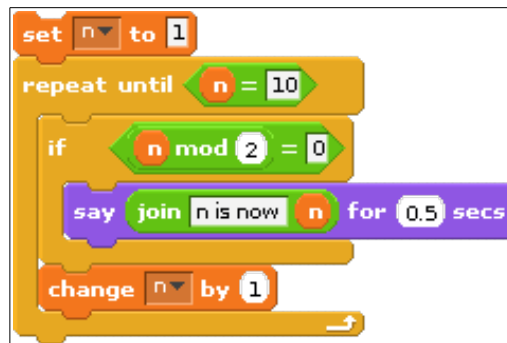 set n to 1
repeat until n = 10
if n mod 2 = 0
say join n is now n for 0.5 secs
change n by 1